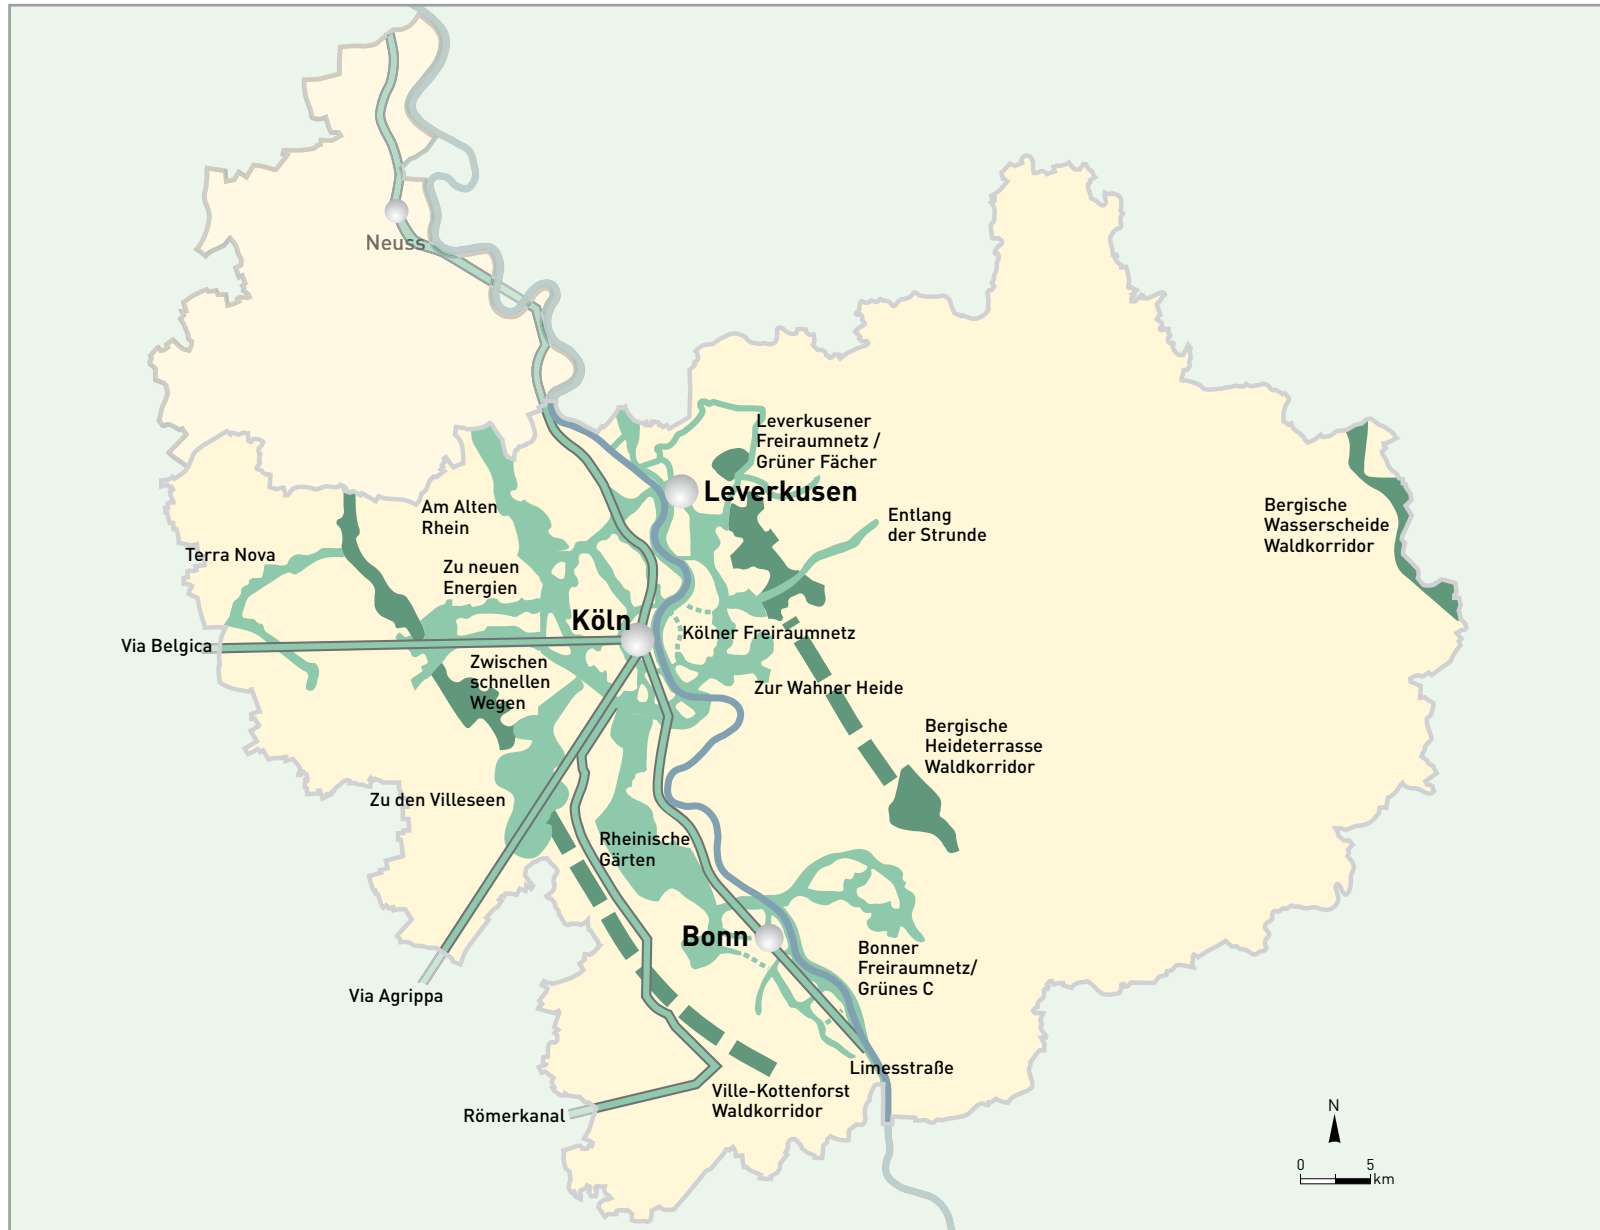 Neuss
Leverkusener
Freiraumnetz /
Grüner Fächer
Leverkusen
Am Alten
Rhein
Entlang
der Strunde
Bergische
Wasserscheide
Waldkorridor
Terra Nova
Zu neuen
Energien
Köln
Via Belgica
Kölner Freiraumnetz
Zwischen
schnellen
Wegen
Zur Wahner Heide
Bergische
Heideterrasse
Waldkorridor
Zu den Villeseen
Rheinische
Gärten
Bonn
Bonner
Freiraumnetz/
Grünes C
Via Agrippa
Limesstraße
Ville-Kottenforst
Waldkorridor
Römerkanal
N
0 5
km